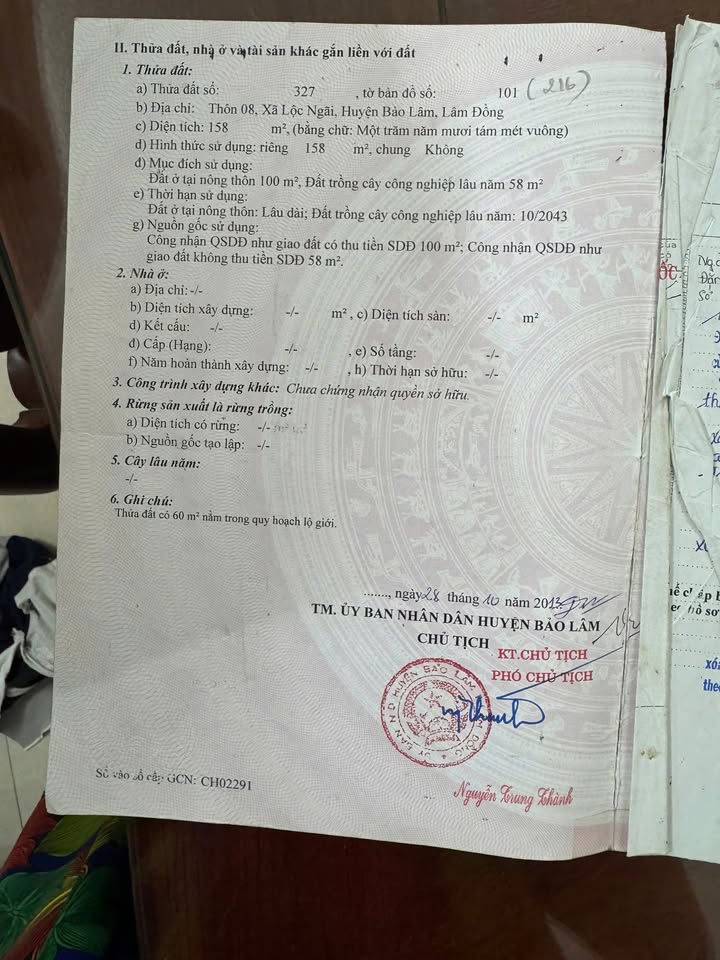 II. Thửa đất, nhà ở và tài sản khác gắn liền với đất
1. Thửa đất:
a) Thửa đất số: 327 , tờ bản đồ số: 101 (216)
b) Địa chỉ: Thôn 08, Xã Lộc Ngãi, Huyện Bảo Lâm, Lâm Đồng
c) Diện tích: 158 m², (bằng chữ: Một trăm năm mươi tám mét vuông)
d) Hình thức sử dụng: riêng 158 m², chung Không
đ) Mục đích sử dụng:
Đất ở tại nông thôn 100 m², Đất trồng cây công nghiệp lâu năm 58 m²
e) Thời hạn sử dụng:
Đất ở tại nông thôn: Lâu dài; Đất trồng cây công nghiệp lâu năm: 10/2043
g) Nguồn gốc sử dụng:
Công nhận QSDĐ như giao đất có thu tiền SDĐ 100 m²; Công nhận QSDĐ như
giao đất không thu tiền SDĐ 58 m².
2. Nhà ở:
a) Địa chỉ: -/-
b) Diện tích xây dựng: -/- m² , c) Diện tích sàn: -/- m²
d) Kết cấu: -/-
đ) Cấp (Hạng): -/- , e) Số tầng: -/-
f) Năm hoàn thành xây dựng: -/- , h) Thời hạn sở hữu: -/-
3. Công trình xây dựng khác: Chưa chứng nhận quyền sở hữu.
4. Rừng sản xuất là rừng trồng:
a) Diện tích có rừng: -/-
b) Nguồn gốc tạo lập: -/-
5. Cây lâu năm:
-/-
6. Ghi chú:
Thửa đất có 60 m² nằm trong quy hoạch lộ giới.
........, ngày 28 tháng 10 năm 2013
TM. ỦY BAN NHÂN DÂN HUYỆN BẢO LÂM
CHỦ TỊCH
KT.CHỦ TỊCH
PHÓ CHỦ TỊCH
Nguyễn Trung Thành
Số vào sổ cấp GCN: CH02291